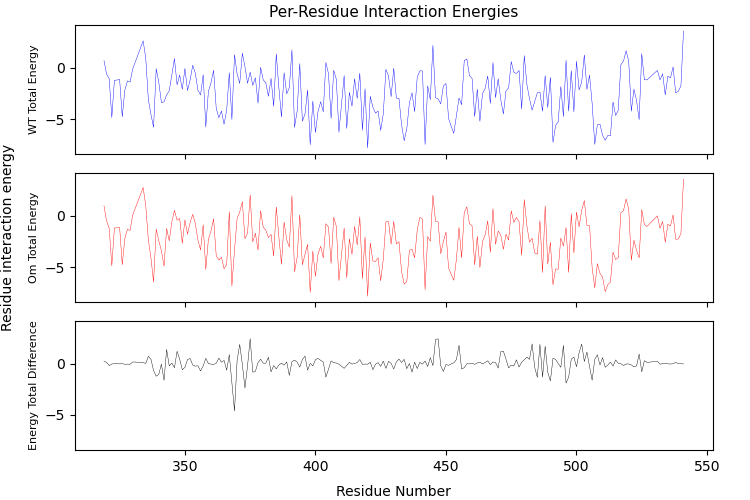 Per-Residue Interaction Energies
Residue interaction energy
WT Total Energy
0
−5
Om Total Energy
0
−5
Energy Total Difference
0
−5
350 400 450 500 550
Residue Number